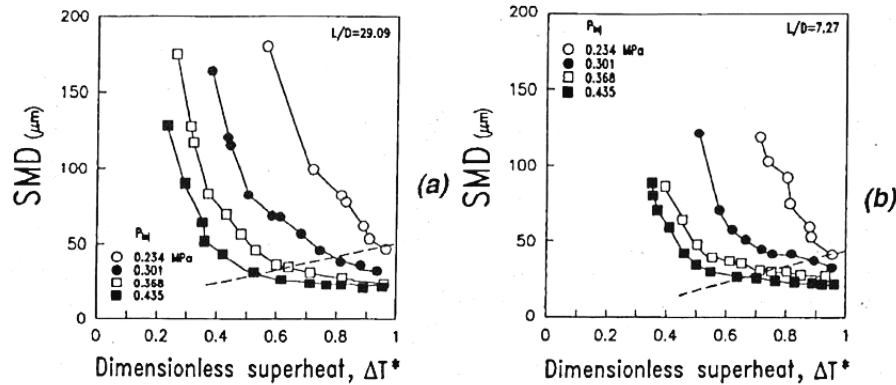 200
150
100
50
0
SMD (μm)
L/D=29.09
P_inj
0.234 MPa
0.301
0.368
0.435
0 0.2 0.4 0.6 0.8 1
Dimensionless superheat, ΔT*
(a)
200
150
100
50
0
SMD (μm)
P_inj
0.234 MPa
0.301
0.368
0.435
L/D=7.27
0 0.2 0.4 0.6 0.8 1
Dimensionless superheat, ΔT*
(b)